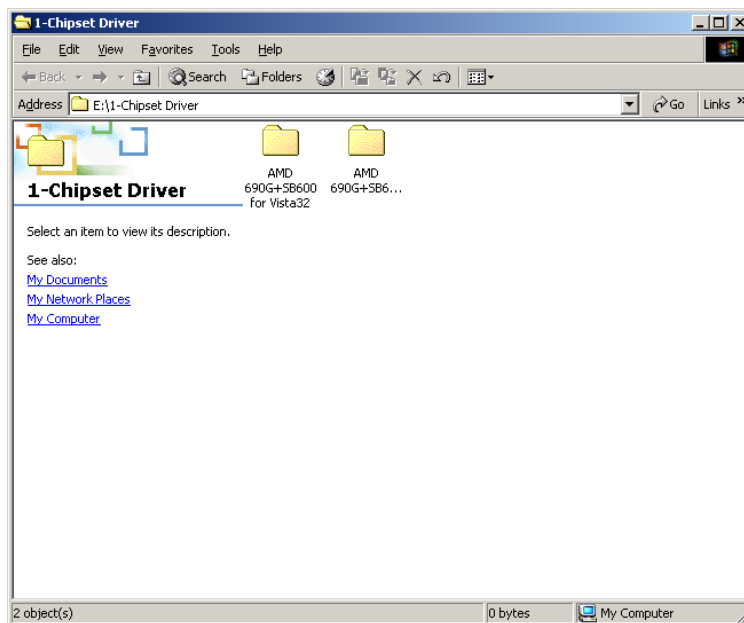 1-Chipset Driver
File Edit View Favorites Tools Help
Back Search Folders
Address E:\1-Chipset Driver Go Links »
1-Chipset Driver
Select an item to view its description.
See also:
My Documents
My Network Places
My Computer
AMD
690G+SB600
for Vista32
AMD
690G+SB6...
2 object(s) 0 bytes My Computer